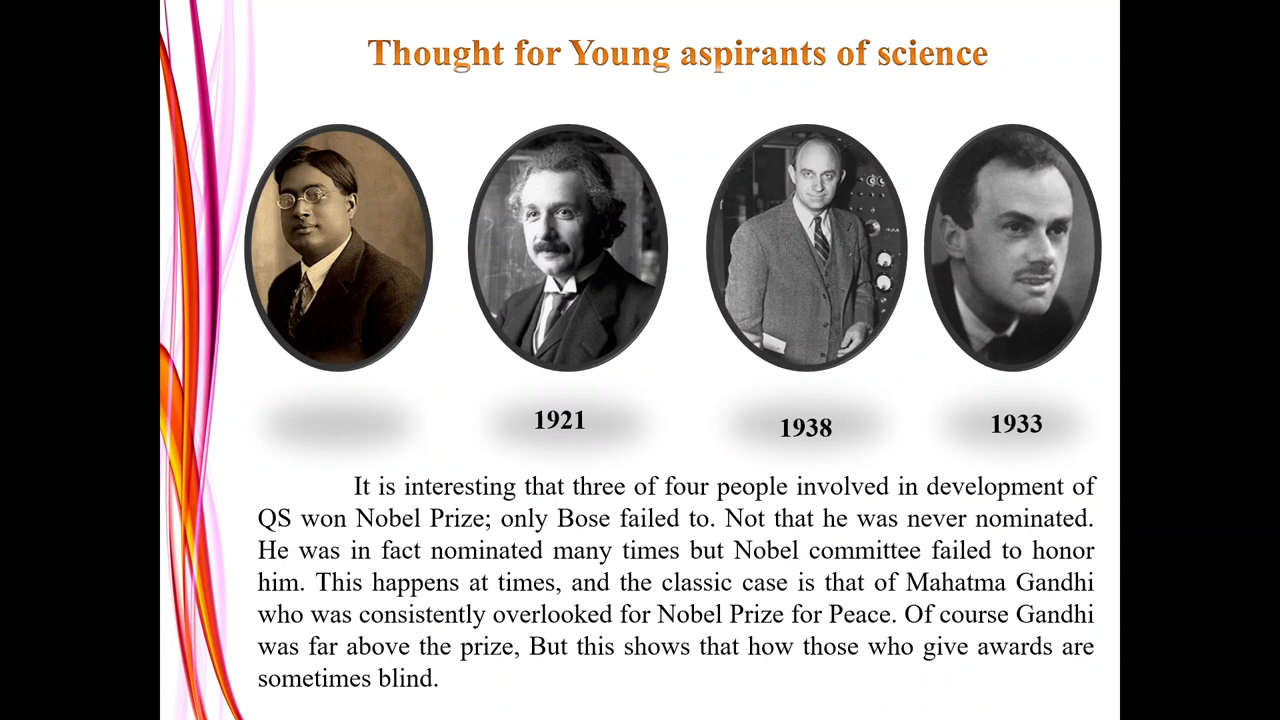 Thought for Young aspirants of science
1921
1938
1933
It is interesting that three of four people involved in development of
QS won Nobel Prize; only Bose failed to. Not that he was never nominated.
He was in fact nominated many times but Nobel committee failed to honor
him. This happens at times, and the classic case is that of Mahatma Gandhi
who was consistently overlooked for Nobel Prize for Peace. Of course Gandhi
was far above the prize, But this shows that how those who give awards are
sometimes blind.